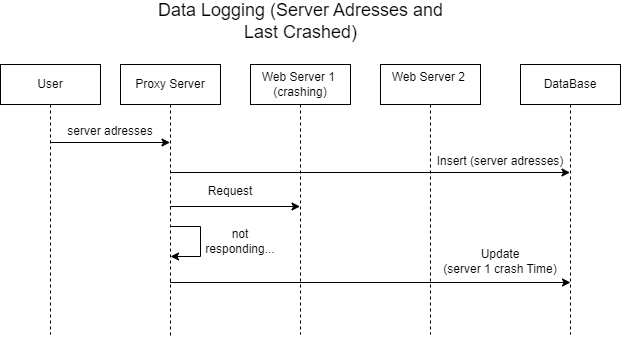 Data Logging (Server Adresses and
Last Crashed)
User
Proxy Server
Web Server 1
(crashing)
Web Server 2
DataBase
server adresses
Insert (server adresses)
Request
not
responding...
Update
(server 1 crash Time)